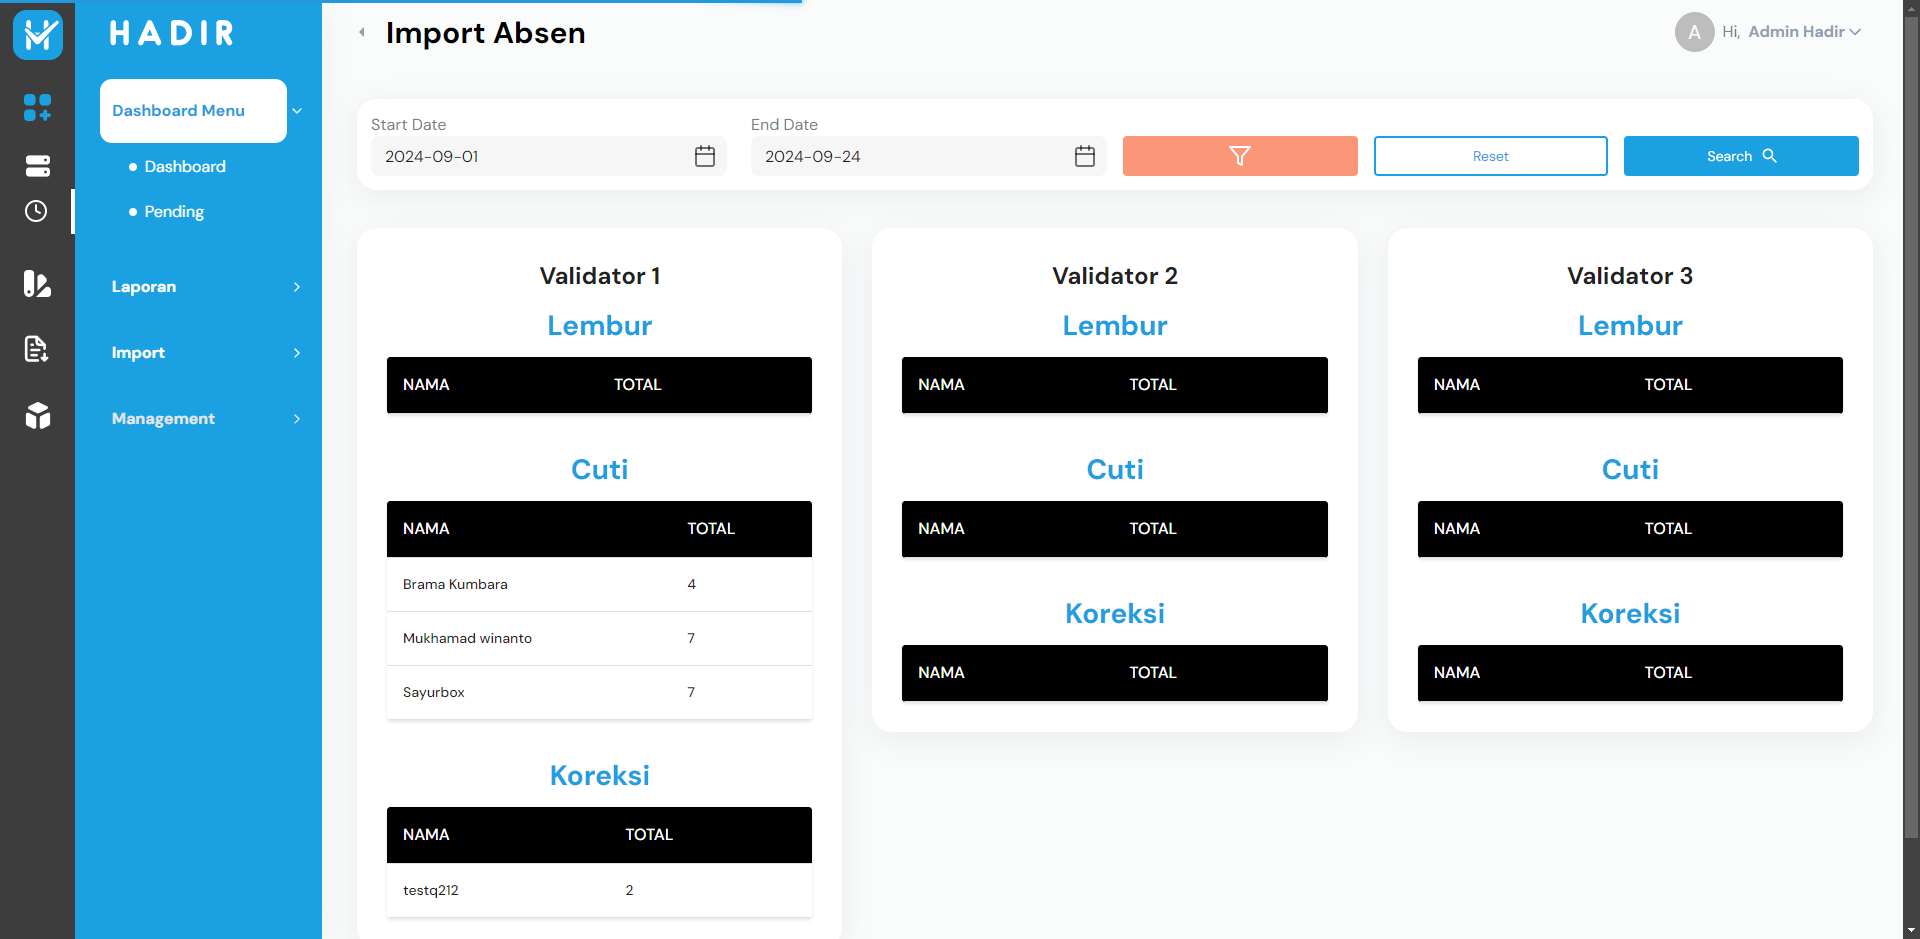 HADIR
Dashboard Menu
Dashboard
Pending
Laporan
Import
Management
Import Absen
A Hi, Admin Hadir
Start Date
2024-09-01
End Date
2024-09-24
Reset
Search
Validator 1
Lembur
NAMA TOTAL
Cuti
NAMA TOTAL
Brama Kumbara 4
Mukhamad winanto 7
Sayurbox 7
Koreksi
NAMA TOTAL
testq212 2
Validator 2
Lembur
NAMA TOTAL
Cuti
NAMA TOTAL
Koreksi
NAMA TOTAL
Validator 3
Lembur
NAMA TOTAL
Cuti
NAMA TOTAL
Koreksi
NAMA TOTAL